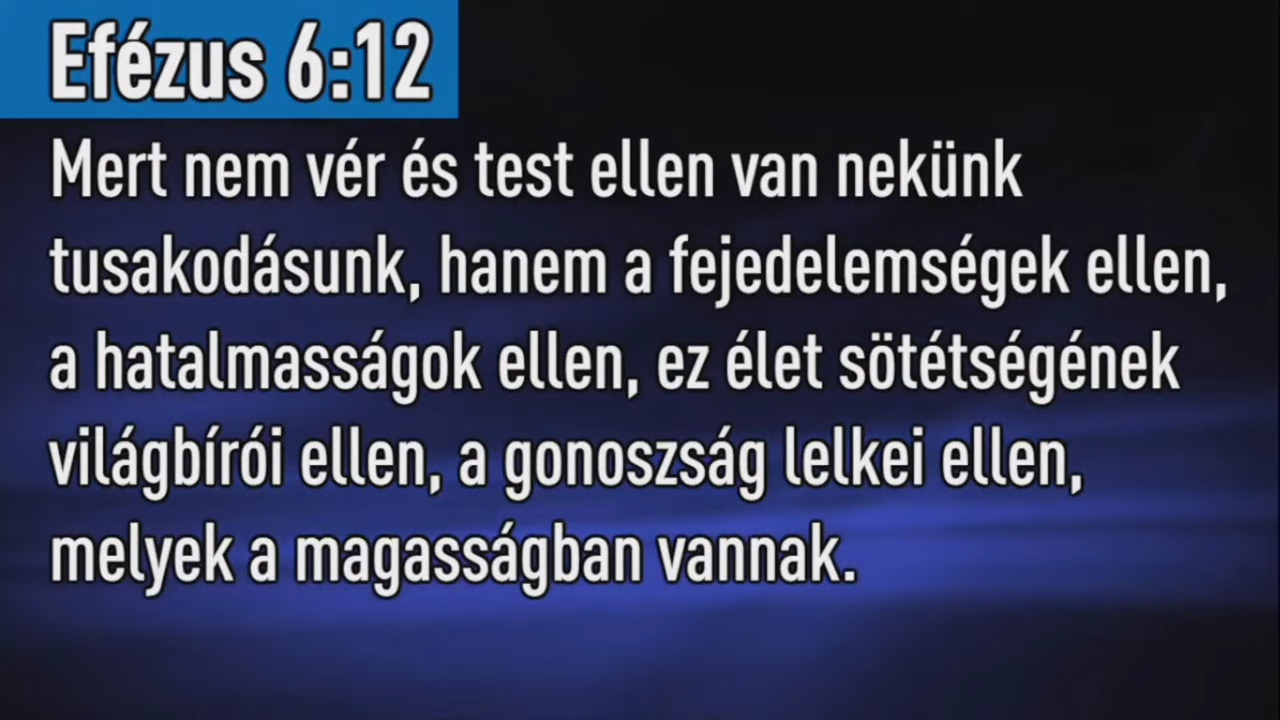 Efézus 6:12
Mert nem vér és test ellen van nekünk
tusakodásunk, hanem a fejedelemségek ellen,
a hatalmasságok ellen, ez élet sötétségének
világbírói ellen, a gonoszság lelkei ellen,
melyek a magasságban vannak.